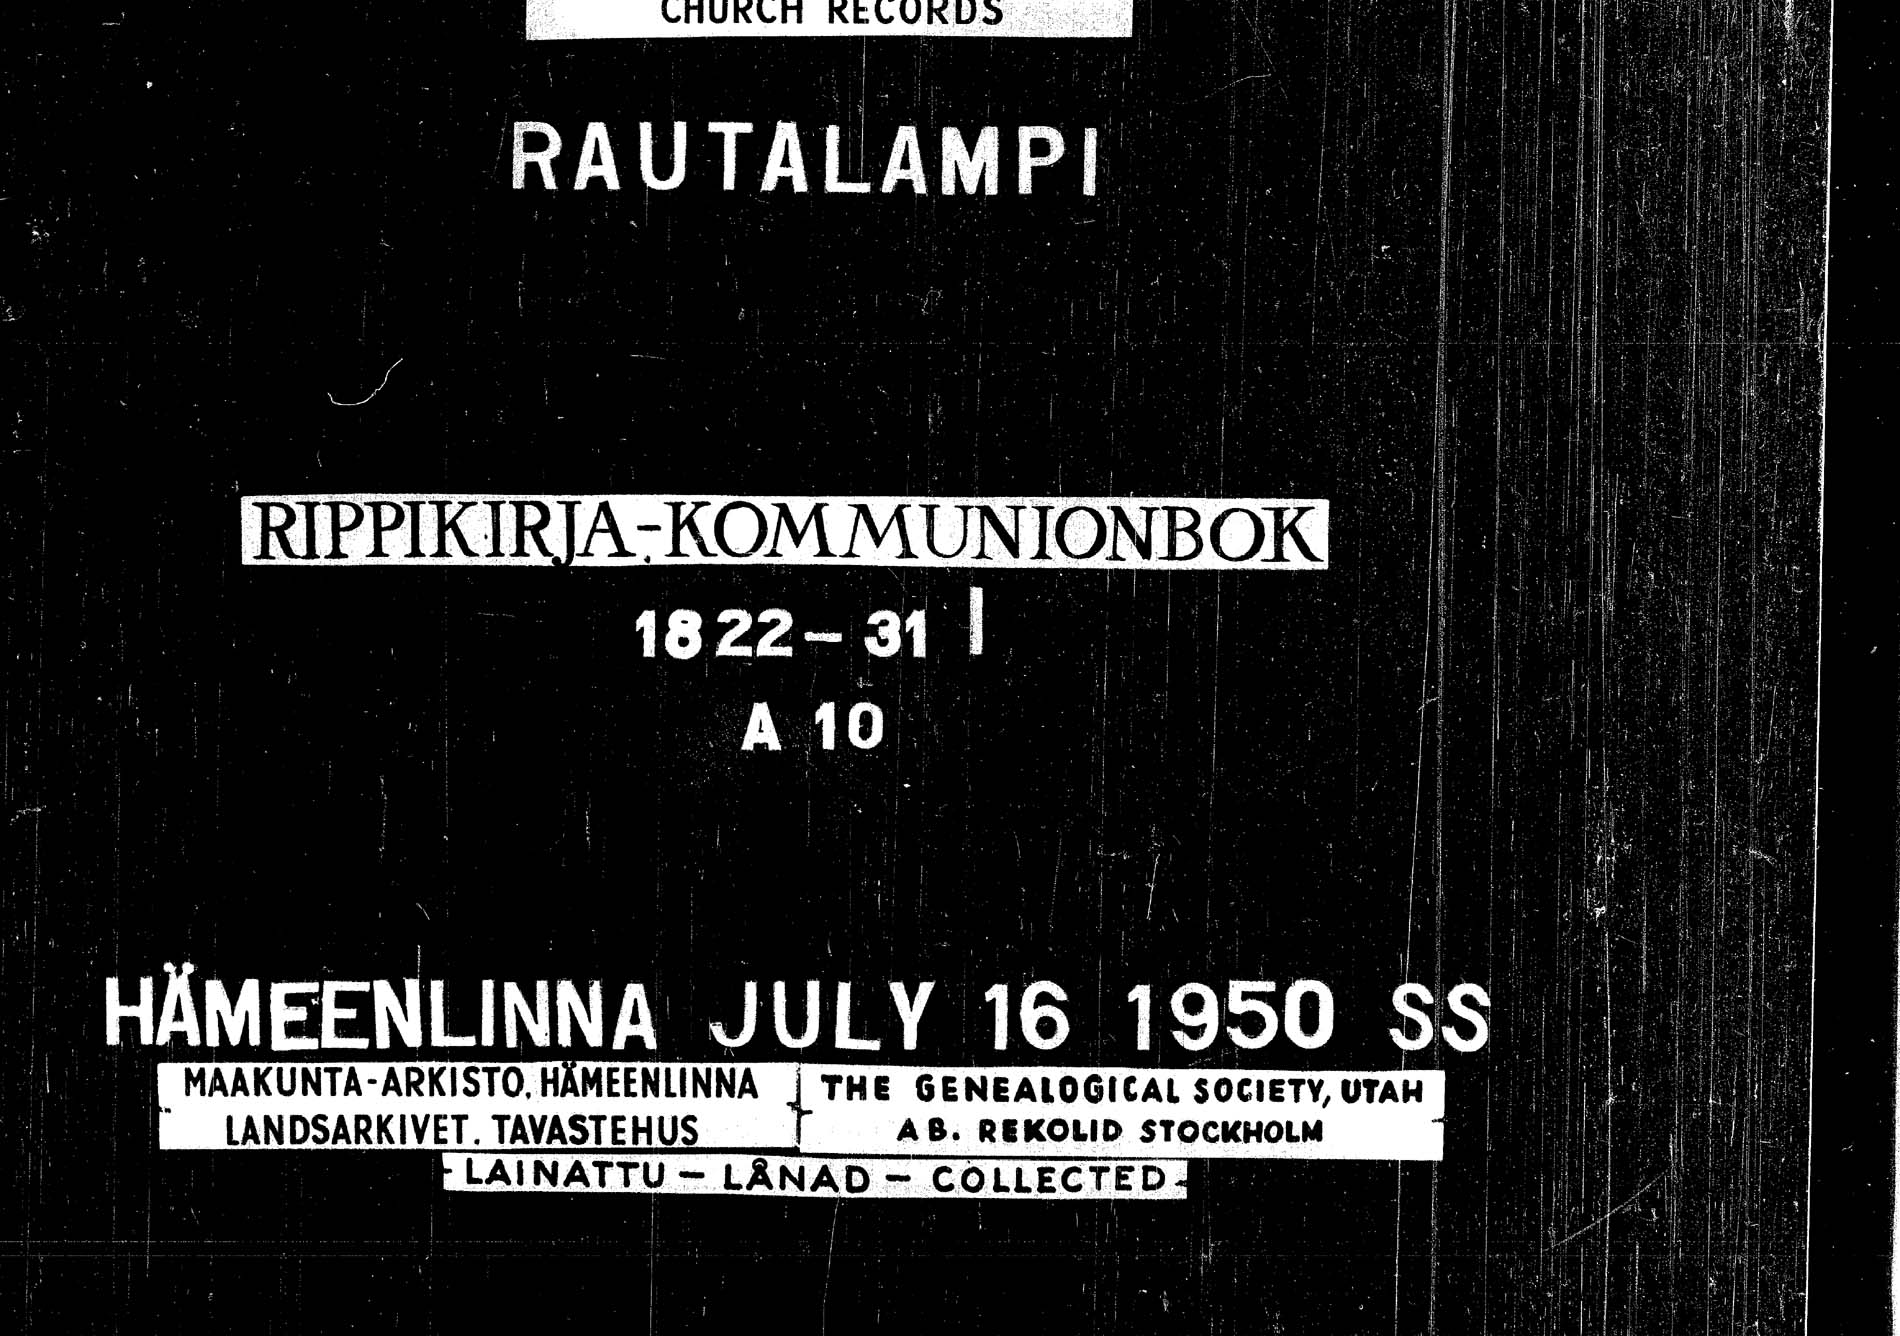 CHURCH RECORDS
RAUTALAMPI
RIPPIKIRJA-KOMMUNIONBOK
1822-31 I
A 10
HÄMEENLINNA JULY 16 1950 SS
MAAKUNTA-ARKISTO, HÄMEENLINNA
LANDSARKIVET. TAVASTEHUS
THE GENEALOGICAL SOCIETY, UTAH
AB. REKOLID STOCKHOLM
LAINATTU - LÅNAD - COLLECTED